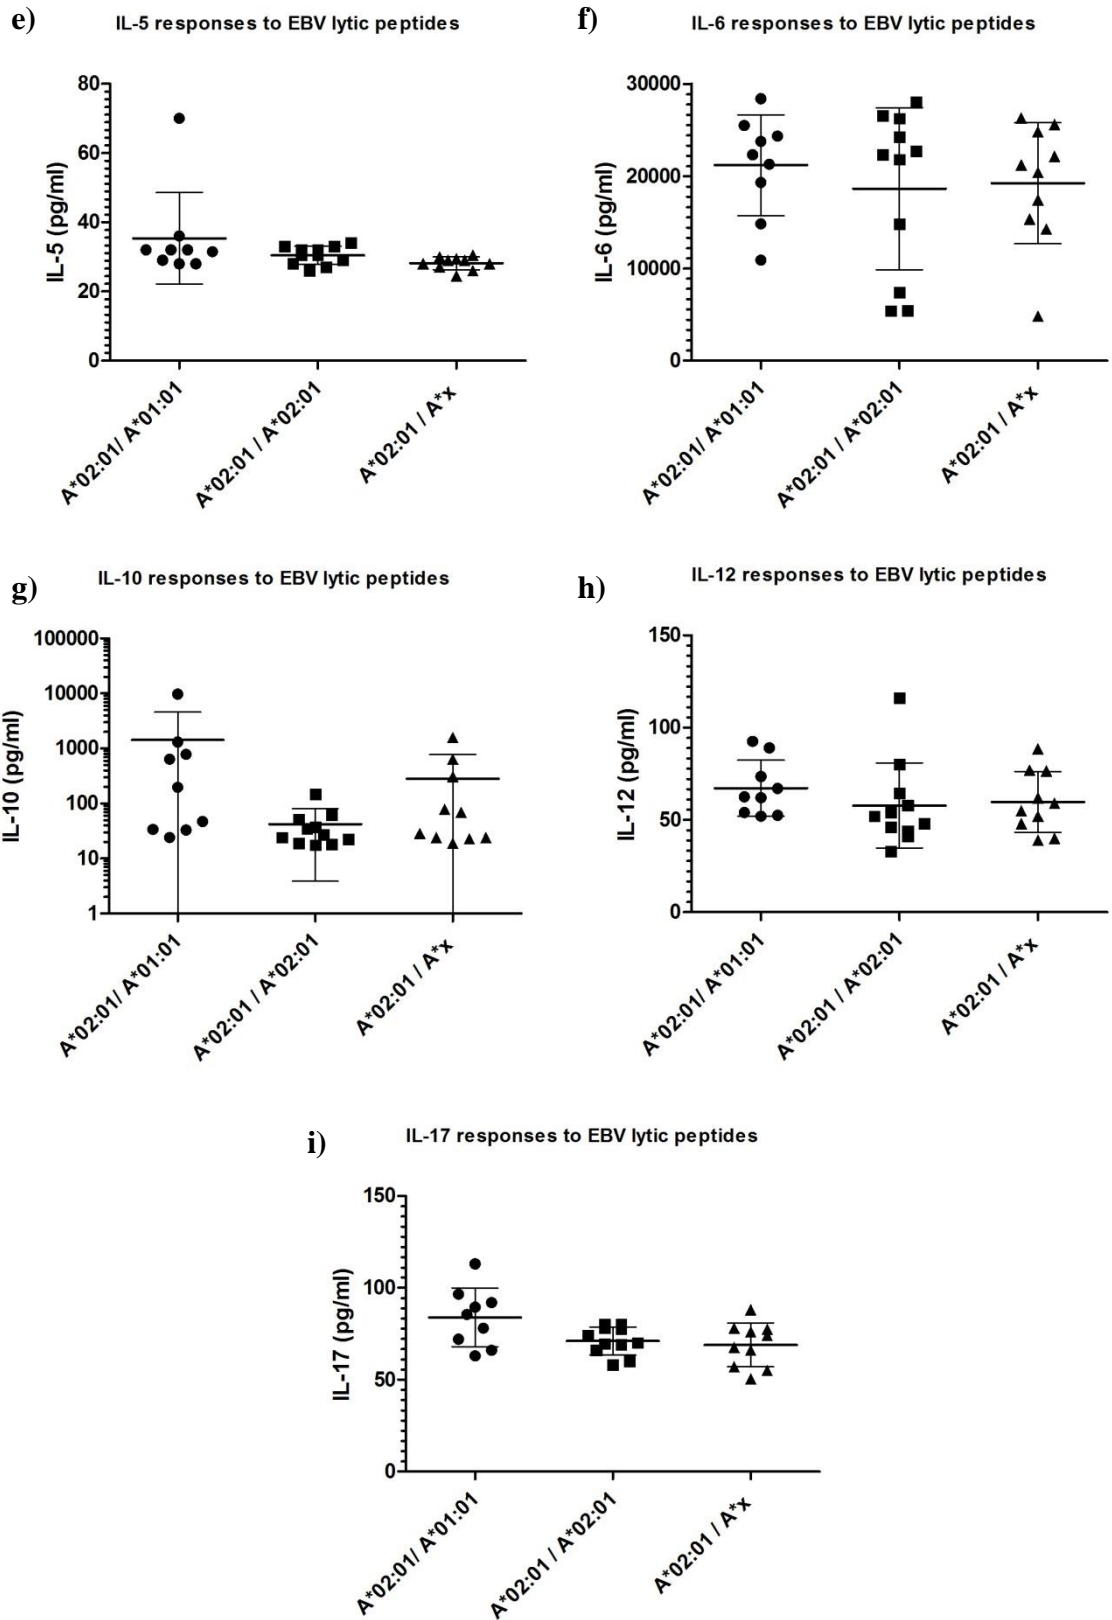 e)
IL-5 responses to EBV lytic peptides
IL-5 (pg/ml)
80
60
40
20
0
A*02:01/ A*01:01
A*02:01 / A*02:01
A*02:01 / A*x
f)
IL-6 responses to EBV lytic peptides
IL-6 (pg/ml)
30000
20000
10000
0
A*02:01/ A*01:01
A*02:01 / A*02:01
A*02:01 / A*x
g)
IL-10 responses to EBV lytic peptides
IL-10 (pg/ml)
100000
10000
1000
100
10
1
A*02:01/ A*01:01
A*02:01 / A*02:01
A*02:01 / A*x
h)
IL-12 responses to EBV lytic peptides
IL-12 (pg/ml)
150
100
50
0
A*02:01/ A*01:01
A*02:01 / A*02:01
A*02:01 / A*x
i)
IL-17 responses to EBV lytic peptides
IL-17 (pg/ml)
150
100
50
0
A*02:01/ A*01:01
A*02:01 / A*02:01
A*02:01 / A*x